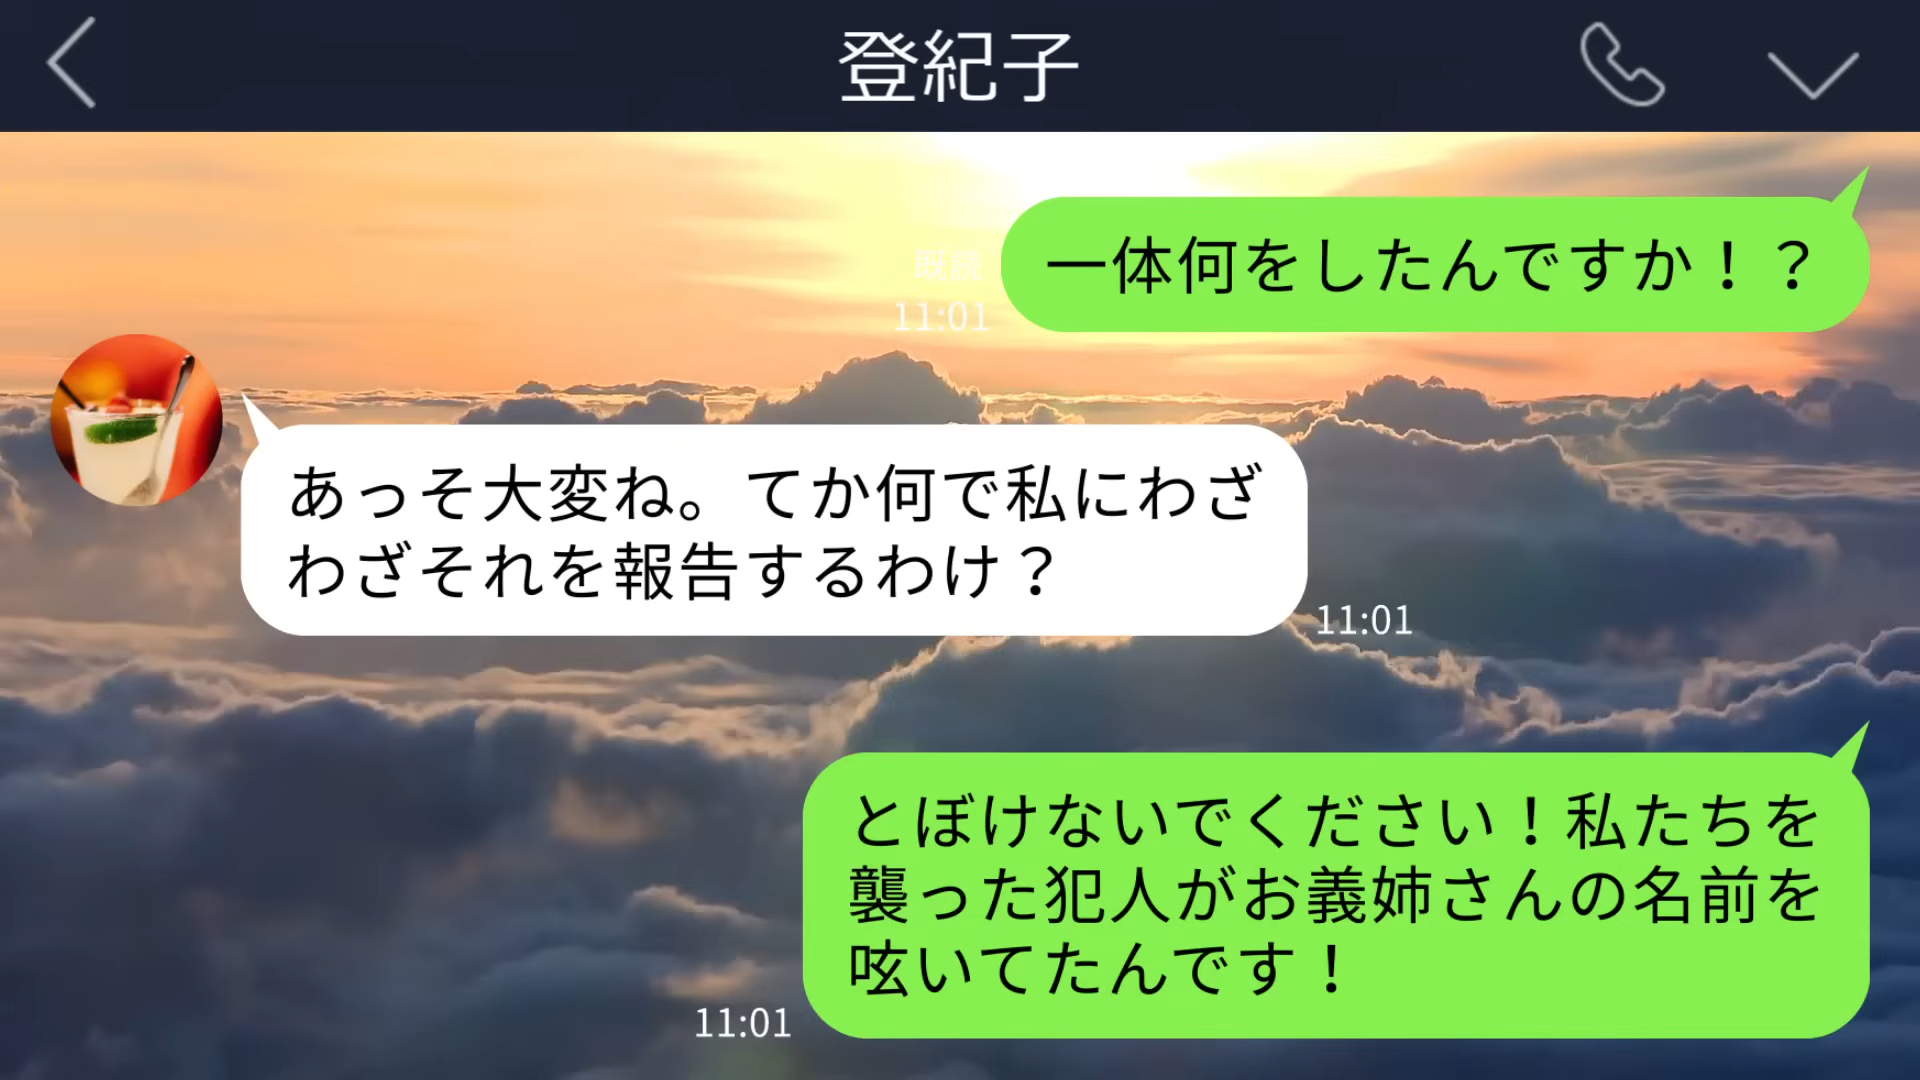 登紀子
一体何をしたんですか！？
既読
11:01
あっそ大変ね。てか何で私にわざ
わざそれを報告するわけ？
11:01
とぼけないでください！私たちを
襲った犯人がお義姉さんの名前を
呟いてたんです！
11:01